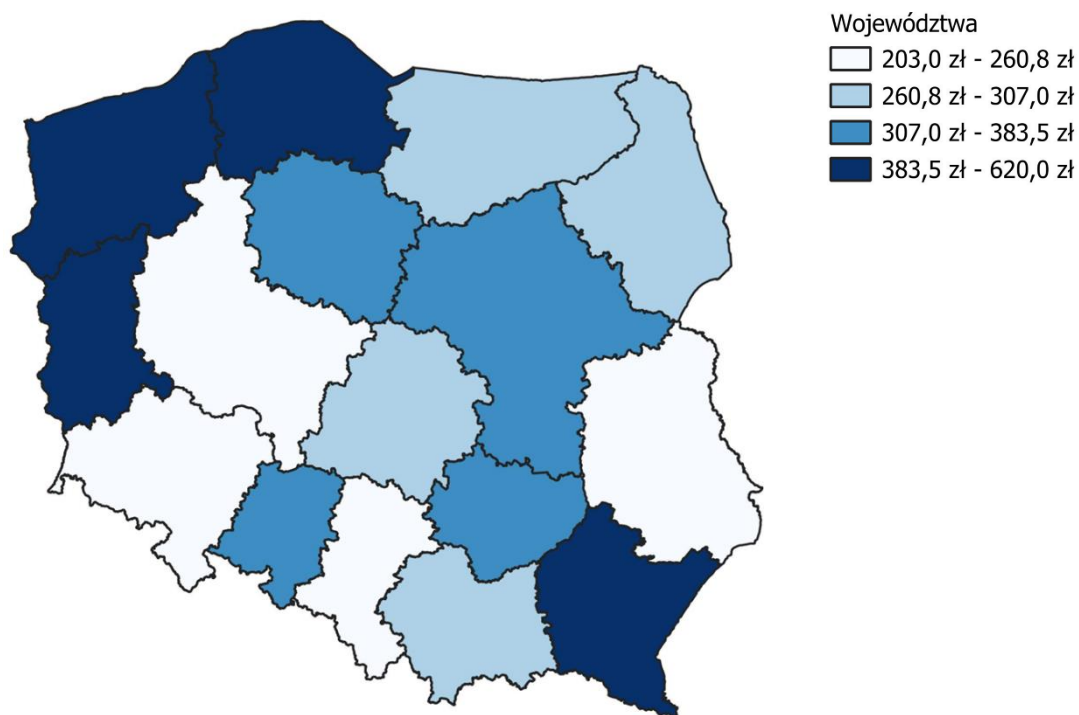 Województwa
203,0 zł - 260,8 zł
260,8 zł - 307,0 zł
307,0 zł - 383,5 zł
383,5 zł - 620,0 zł